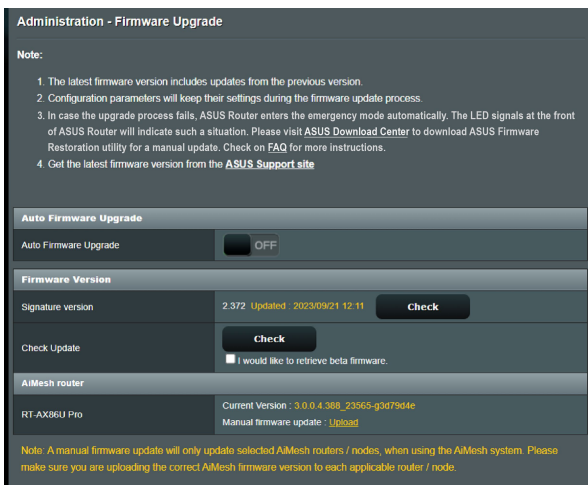 Administration - Firmware Upgrade
Note:
1. The latest firmware version includes updates from the previous version.
2. Configuration parameters will keep their settings during the firmware update process.
3. In case the upgrade process fails, ASUS Router enters the emergency mode automatically. The LED signals at the front
of ASUS Router will indicate such a situation. Please visit ASUS Download Center to download ASUS Firmware
Restoration utility for a manual update. Check on FAQ for more instructions.
4. Get the latest firmware version from the ASUS Support site
Auto Firmware Upgrade
Auto Firmware Upgrade OFF
Firmware Version
Signature version 2.372 Updated : 2023/09/21 12:11 Check
Check Update Check
I would like to retrieve beta firmware.
AiMesh router
RT-AX86U Pro Current Version : 3.0.0.4.388_23565-g3d79d4e
Manual firmware update : Upload
Note: A manual firmware update will only update selected AiMesh routers / nodes, when using the AiMesh system. Please
make sure you are uploading the correct AiMesh firmware version to each applicable router / node.